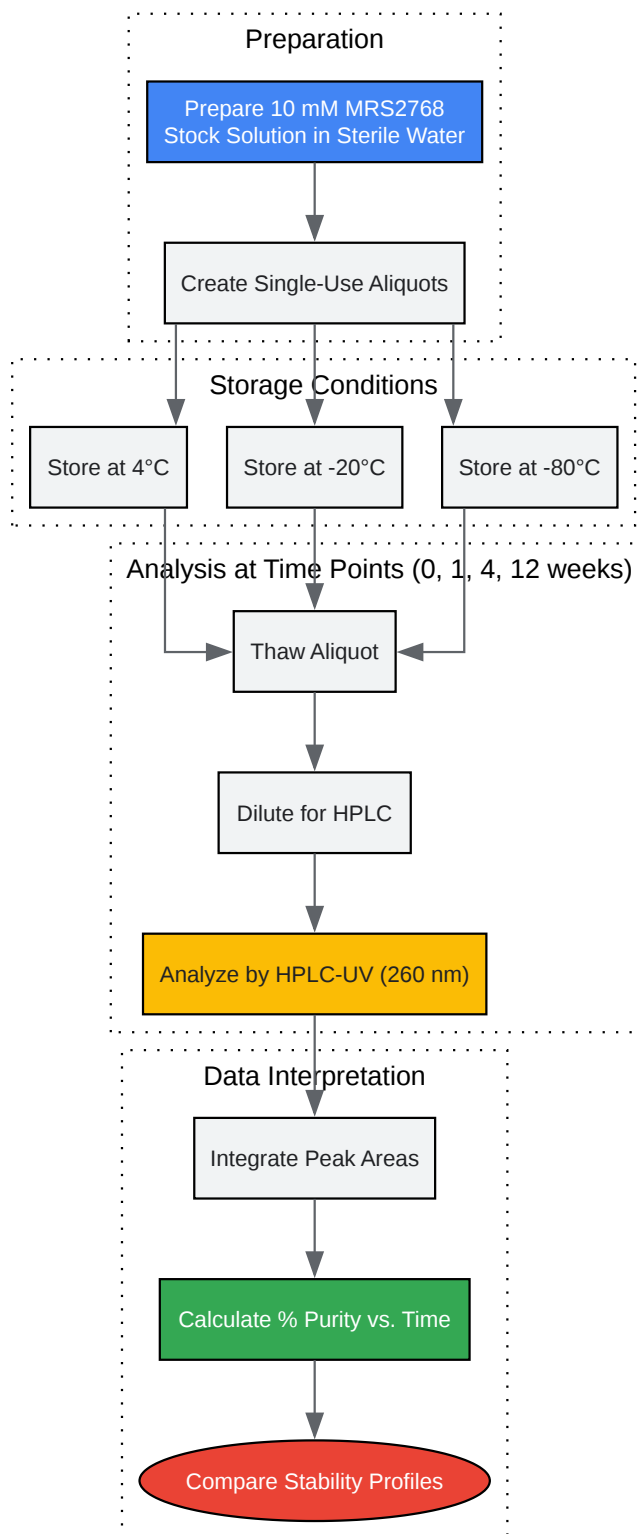 Preparation
Prepare 10 mM MRS2768
Stock Solution in Sterile Water
Create Single-Use Aliquots
Storage Conditions
Store at 4°C
Store at -20°C
Store at -80°C
Analysis at Time Points (0, 1, 4, 12 weeks)
Thaw Aliquot
Dilute for HPLC
Analyze by HPLC-UV (260 nm)
Data Interpretation
Integrate Peak Areas
Calculate % Purity vs. Time
Compare Stability Profiles